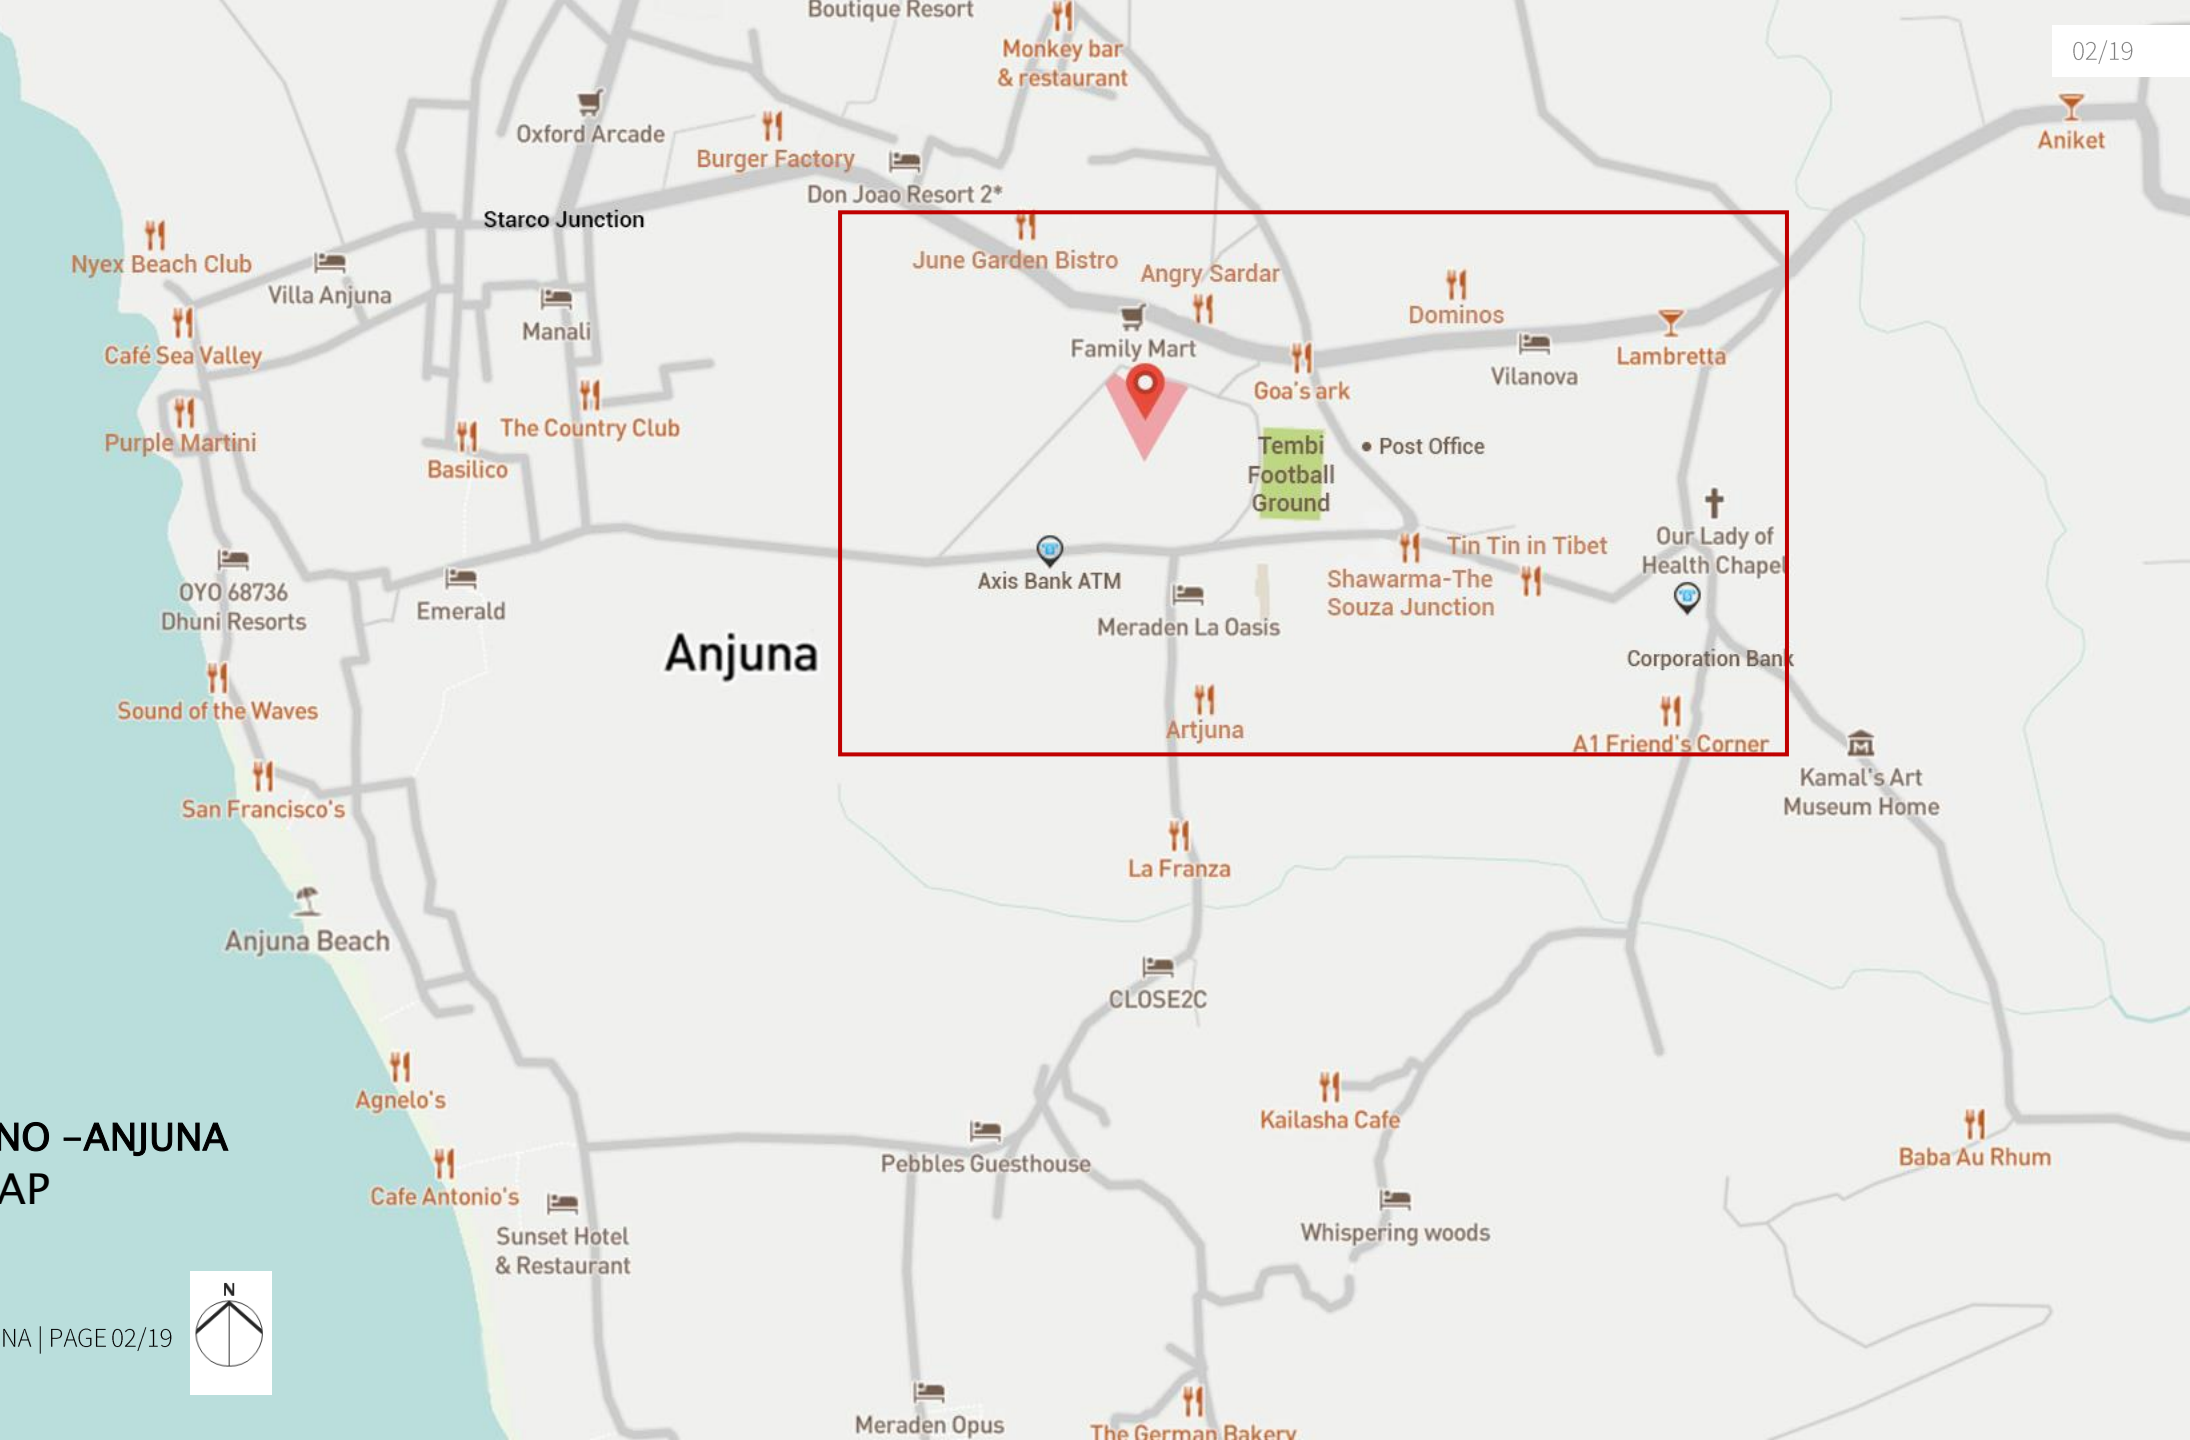 Boutique Resort
Monkey bar
& restaurant
02/19
Oxford Arcade
Burger Factory
Aniket
Don Joao Resort 2*
Starco Junction
Nyex Beach Club
Villa Anjuna
June Garden Bistro
Angry Sardar
Dominos
Manali
Café Sea Valley
Family Mart
Lambretta
Vilanova
Goa's ark
The Country Club
Purple Martini
Basilico
Tembi
Football
Ground
Post Office
Our Lady of
Health Chapel
Tin Tin in Tibet
Axis Bank ATM
Shawarma-The
Souza Junction
OYO 68736
Dhuni Resorts
Emerald
Meraden La Oasis
Anjuna
Corporation Bank
Sound of the Waves
Artjuna
A1 Friend's Corner
Kamal's Art
Museum Home
San Francisco's
La Franza
Anjuna Beach
CLOSE2C
Agnelo's
Kailasha Cafe
NO –ANJUNA
AP
Pebbles Guesthouse
Baba Au Rhum
Cafe Antonio's
Sunset Hotel
& Restaurant
Whispering woods
N
NA | PAGE 02/19
Meraden Opus
The German Bakery